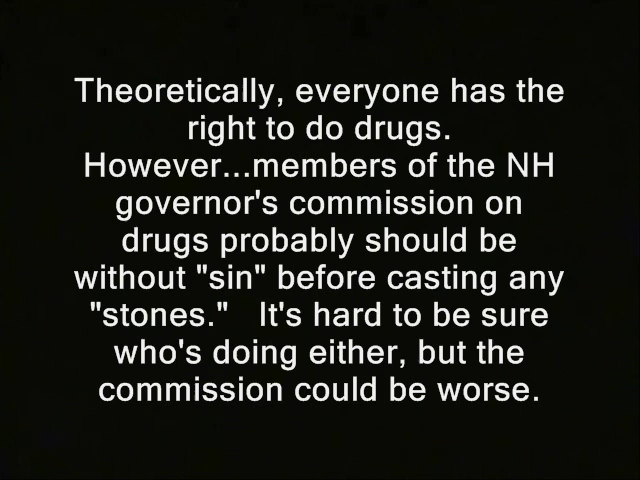 Theoretically, everyone has the
right to do drugs.
However...members of the NH
governor's commission on
drugs probably should be
without "sin" before casting any
"stones."   It's hard to be sure
who's doing either, but the
commission could be worse.